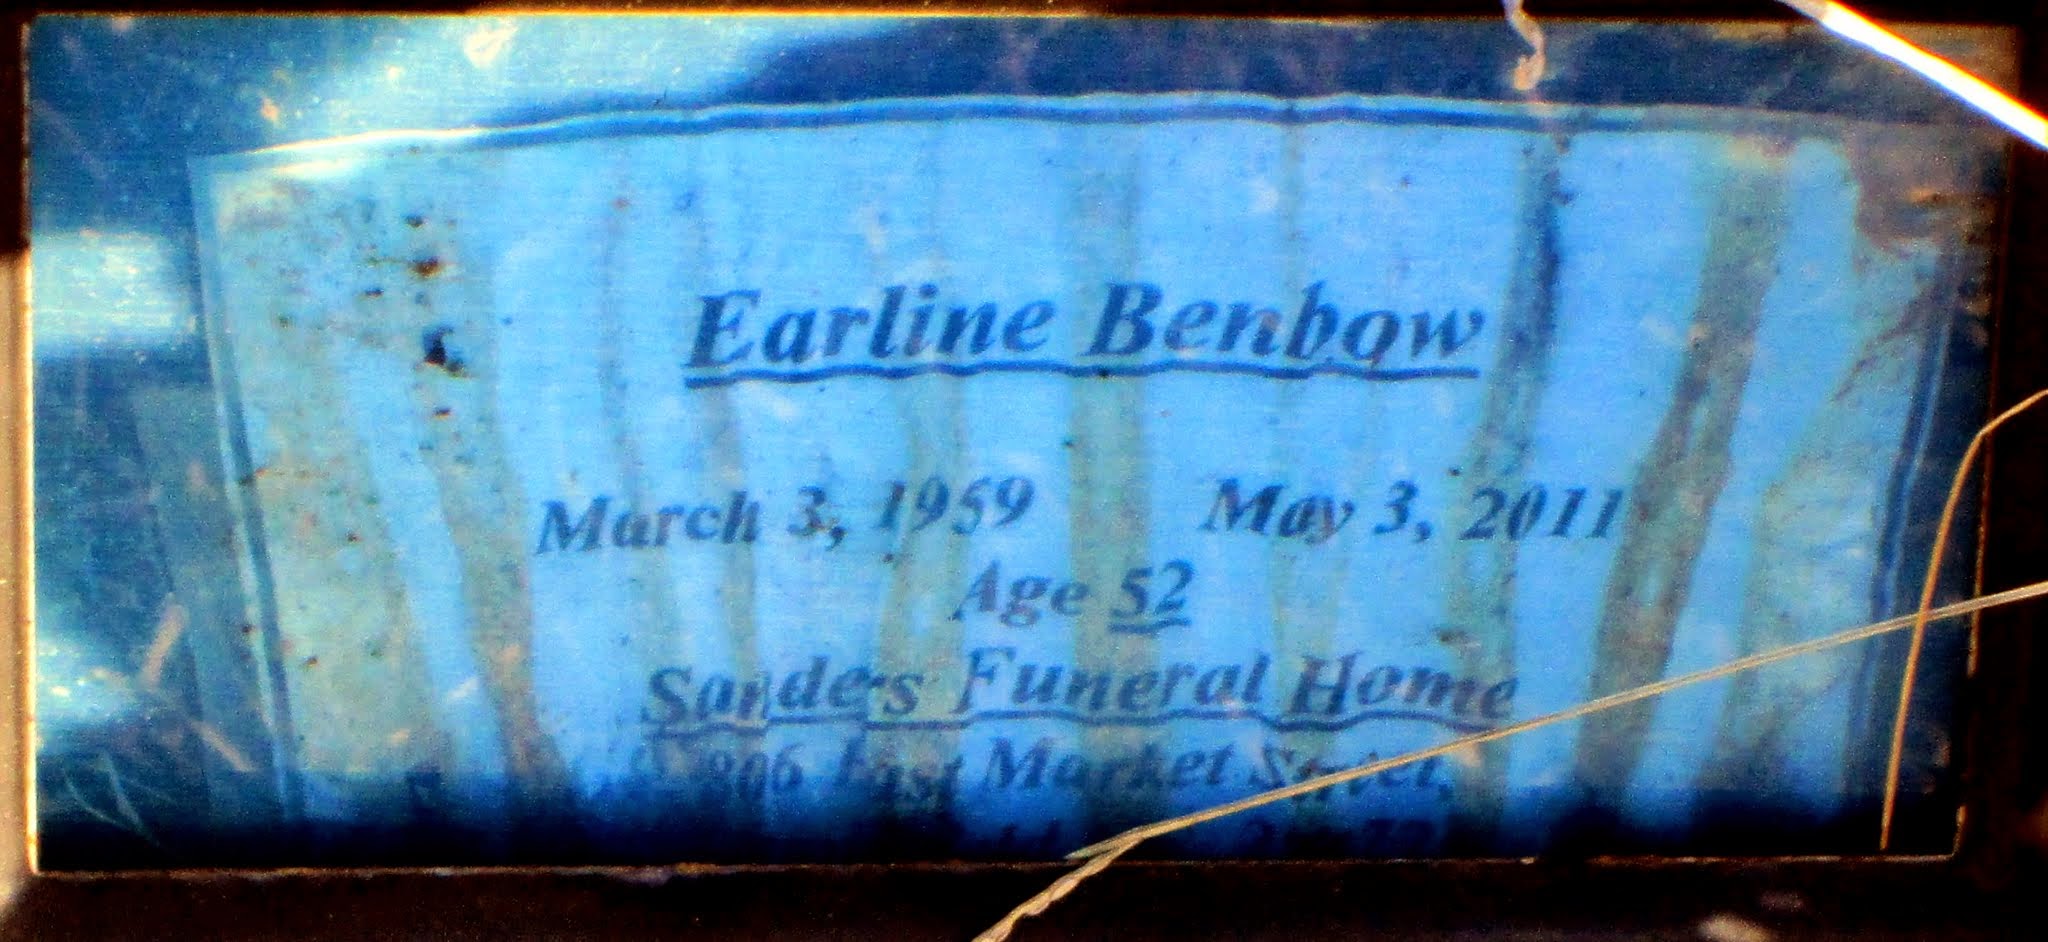 Earline Benbow
March 3, 1959 May 3, 2011
Age 52
Sanders Funeral Home
806 East Market Street,